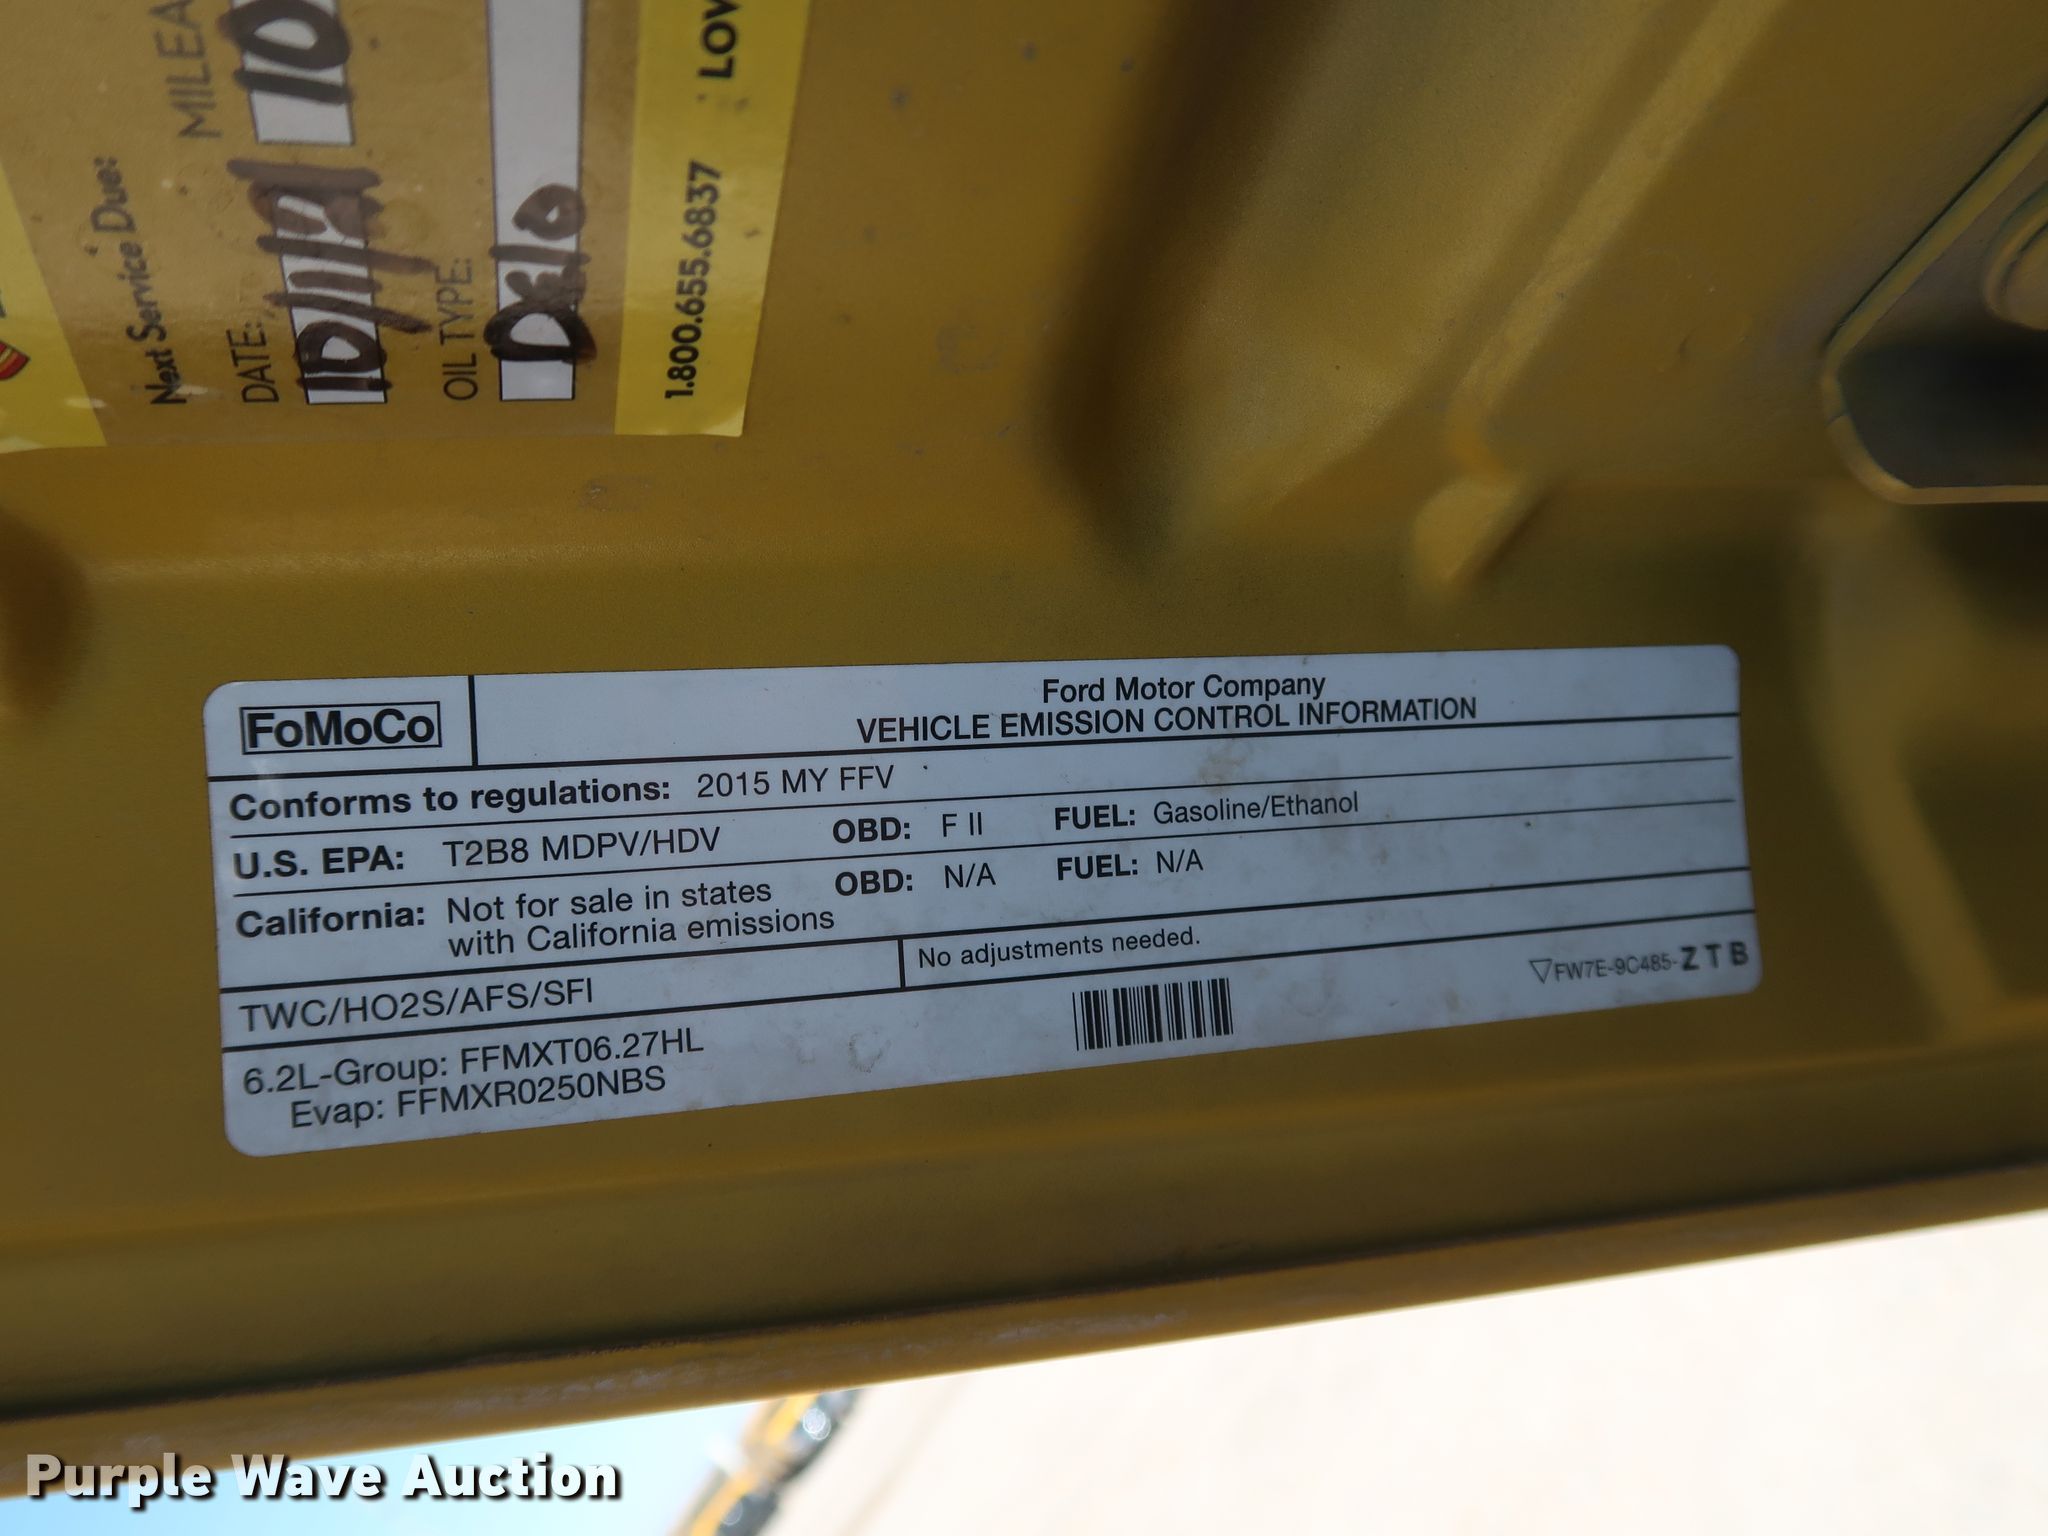 Next Service Due:
MILEA
DATE:
10
OIL TYPE:
1.800.655.6837 LOV
FoMoCo
Ford Motor Company
VEHICLE EMISSION CONTROL INFORMATION
Conforms to regulations: 2015 MY FFV
U.S. EPA: T2B8 MDPV/HDV OBD: F II FUEL: Gasoline/Ethanol
California: Not for sale in states with California emissions OBD: N/A FUEL: N/A
TWC/HO2S/AFS/SFI
No adjustments needed.
6.2L-Group: FFMXT06.27HL
Evap: FFMXR0250NBS
FW7E-9C485-ZTB
Purple Wave Auction